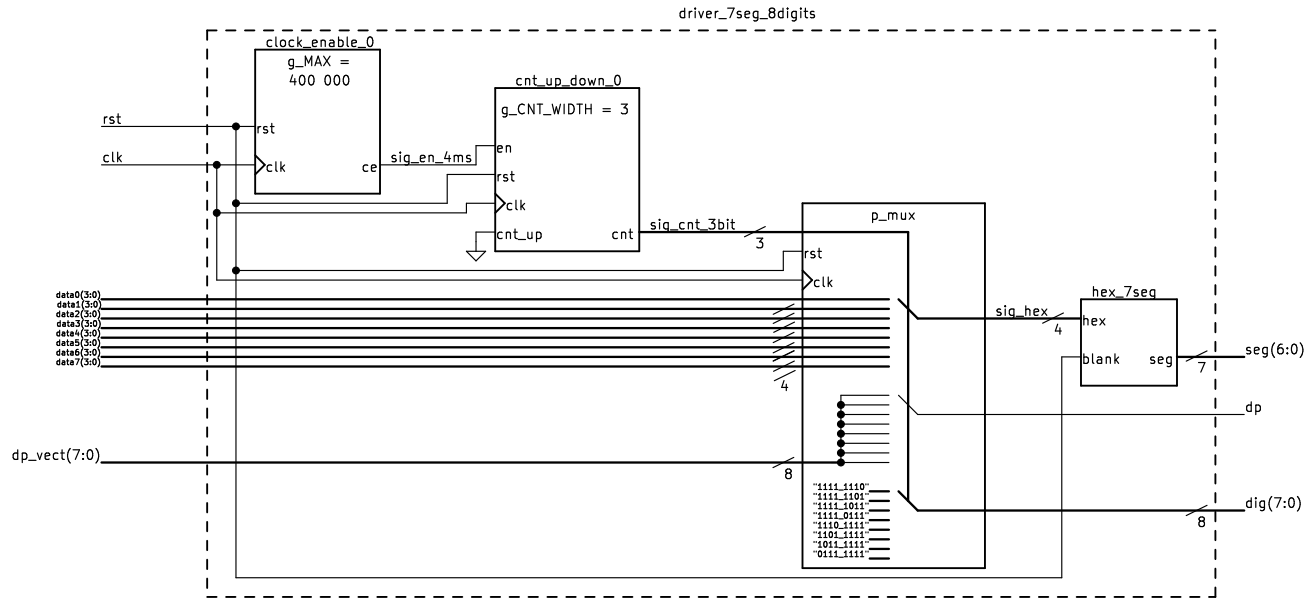 driver_7seg_8digits
clock_enable_0
g_MAX =
400 000
rst
clk
ce
cnt_up_down_0
g_CNT_WIDTH = 3
en
rst
clk
cnt_up
cnt
rst
clk
sig_en_4ms
sig_cnt_3bit
3
p_mux
rst
clk
data0(3:0)
data1(3:0)
data2(3:0)
data3(3:0)
data4(3:0)
data5(3:0)
data6(3:0)
data7(3:0)
4
sig_hex
4
hex_7seg
hex
blank
seg
7
seg(6:0)
dp
dp_vect(7:0)
8
"1111_1110"
"1111_1101"
"1111_1011"
"1111_0111"
"1110_1111"
"1101_1111"
"1011_1111"
"0111_1111"
8
dig(7:0)